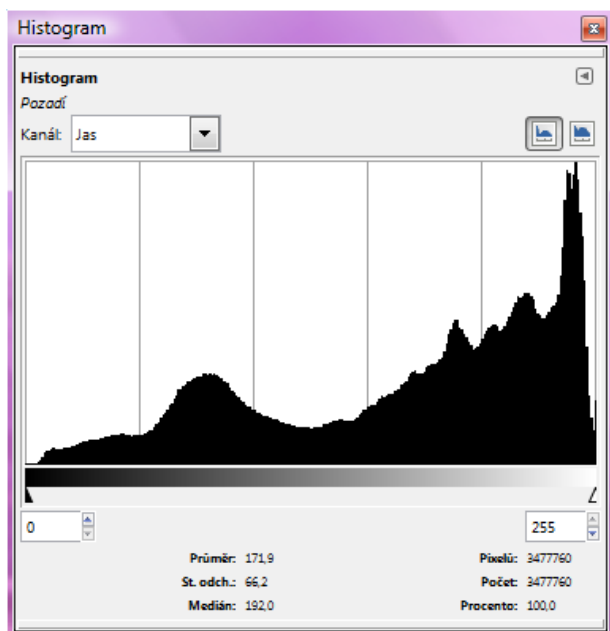 Histogram
Histogram
Pozadí
Kanál: Jas
0 255
Průměr: 171,9 Pixelů: 3477760
St. odch.: 66,2 Počet: 3477760
Medián: 192,0 Procento: 100,0